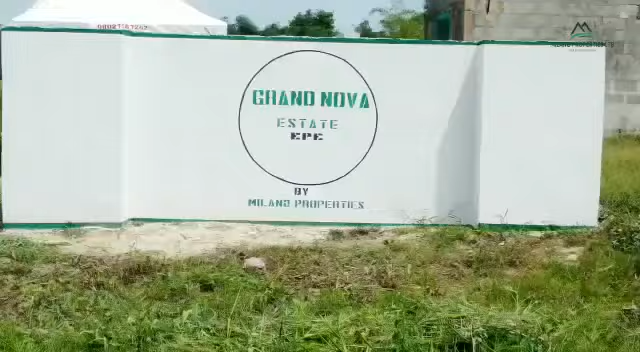 GRAND NOVA
ESTATE
EPE
BY
MILANO PROPERTIES